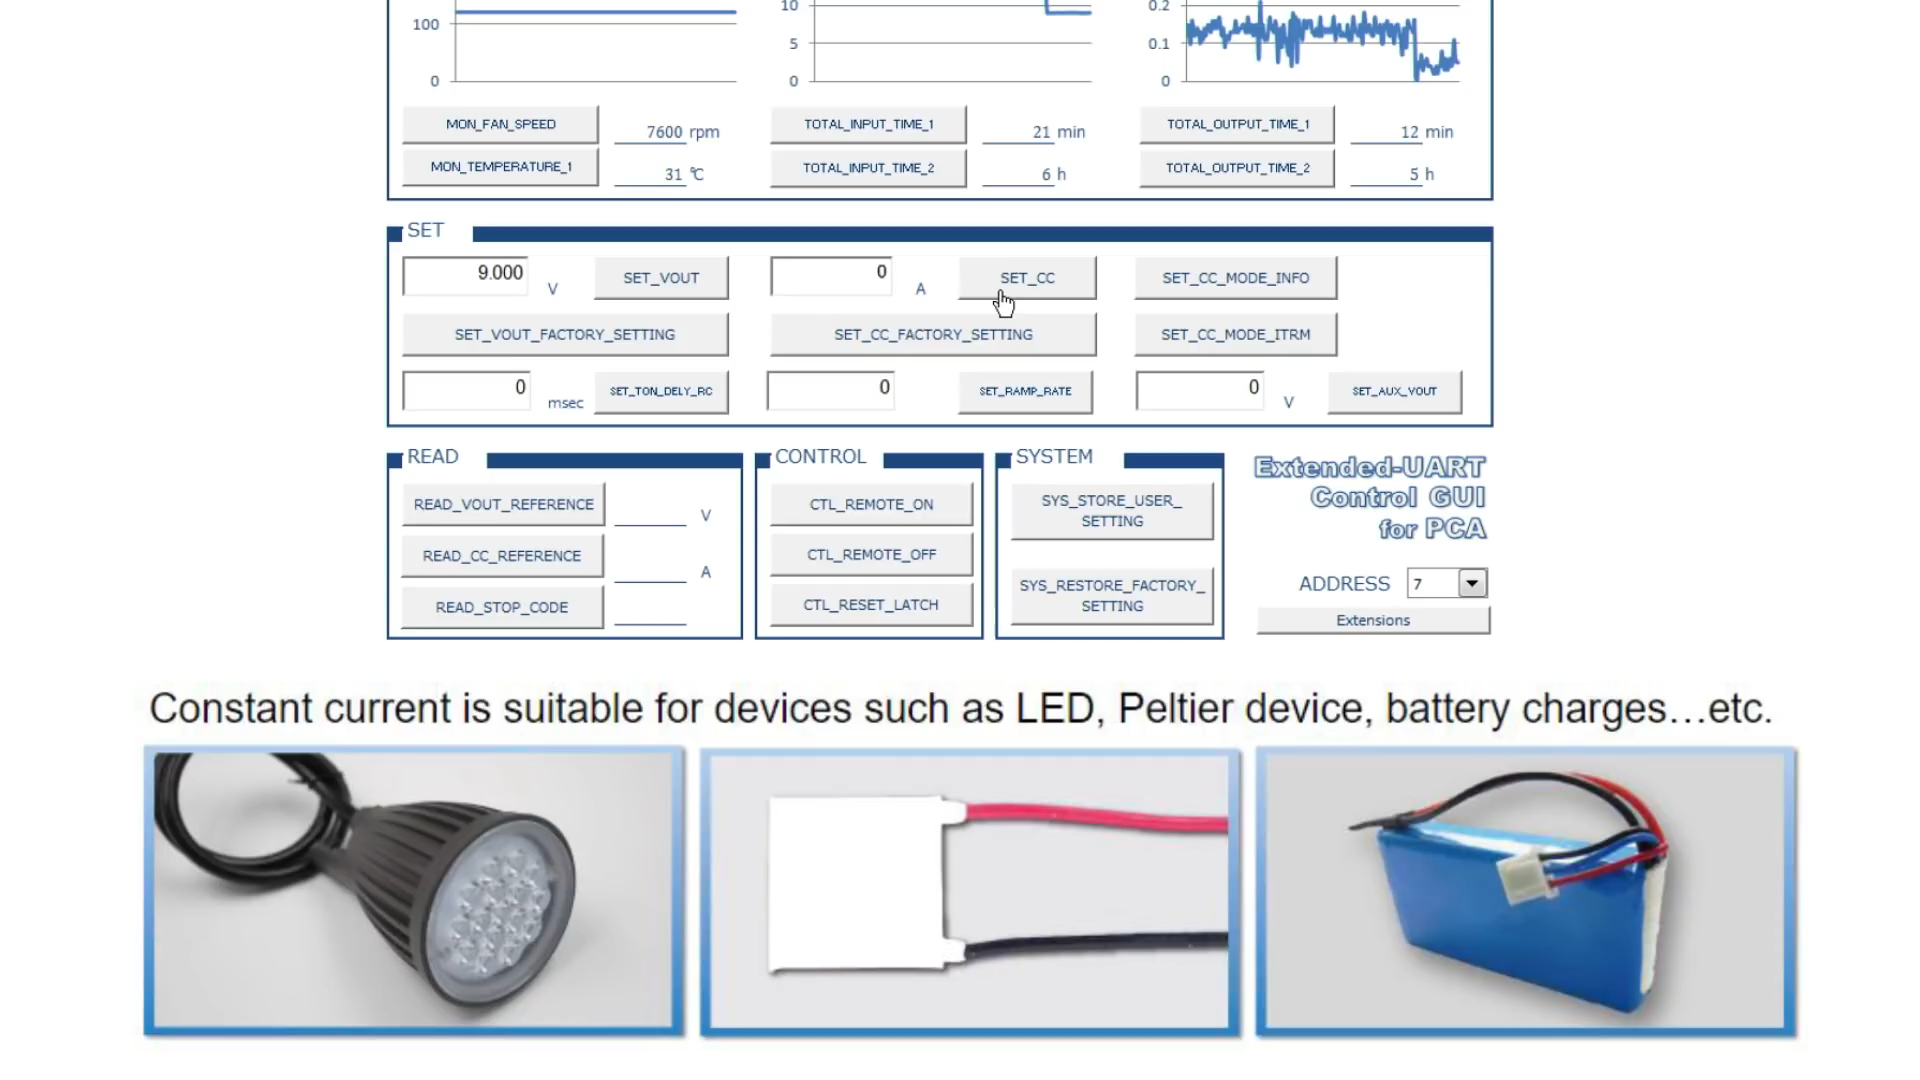 100
0
10
5
0
0.2
0.1
0
MON_FAN_SPEED 7600 rpm
TOTAL_INPUT_TIME_1 21 min
TOTAL_OUTPUT_TIME_1 12 min
MON_TEMPERATURE_1 31 ℃
TOTAL_INPUT_TIME_2 6 h
TOTAL_OUTPUT_TIME_2 5 h
SET
9.000 V SET_VOUT
0 A SET_CC
SET_CC_MODE_INFO
SET_VOUT_FACTORY_SETTING
SET_CC_FACTORY_SETTING
SET_CC_MODE_ITRM
0 msec SET_TON_DELY_RC
0 SET_RAMP_RATE
0 V SET_AUX_VOUT
READ
READ_VOUT_REFERENCE V
READ_CC_REFERENCE A
READ_STOP_CODE
CONTROL
CTL_REMOTE_ON
CTL_REMOTE_OFF
CTL_RESET_LATCH
SYSTEM
SYS_STORE_USER_
SETTING
SYS_RESTORE_FACTORY_
SETTING
Extended-UART
Control GUI
for PCA
ADDRESS 7
Extensions
Constant current is suitable for devices such as LED, Peltier device, battery charges...etc.